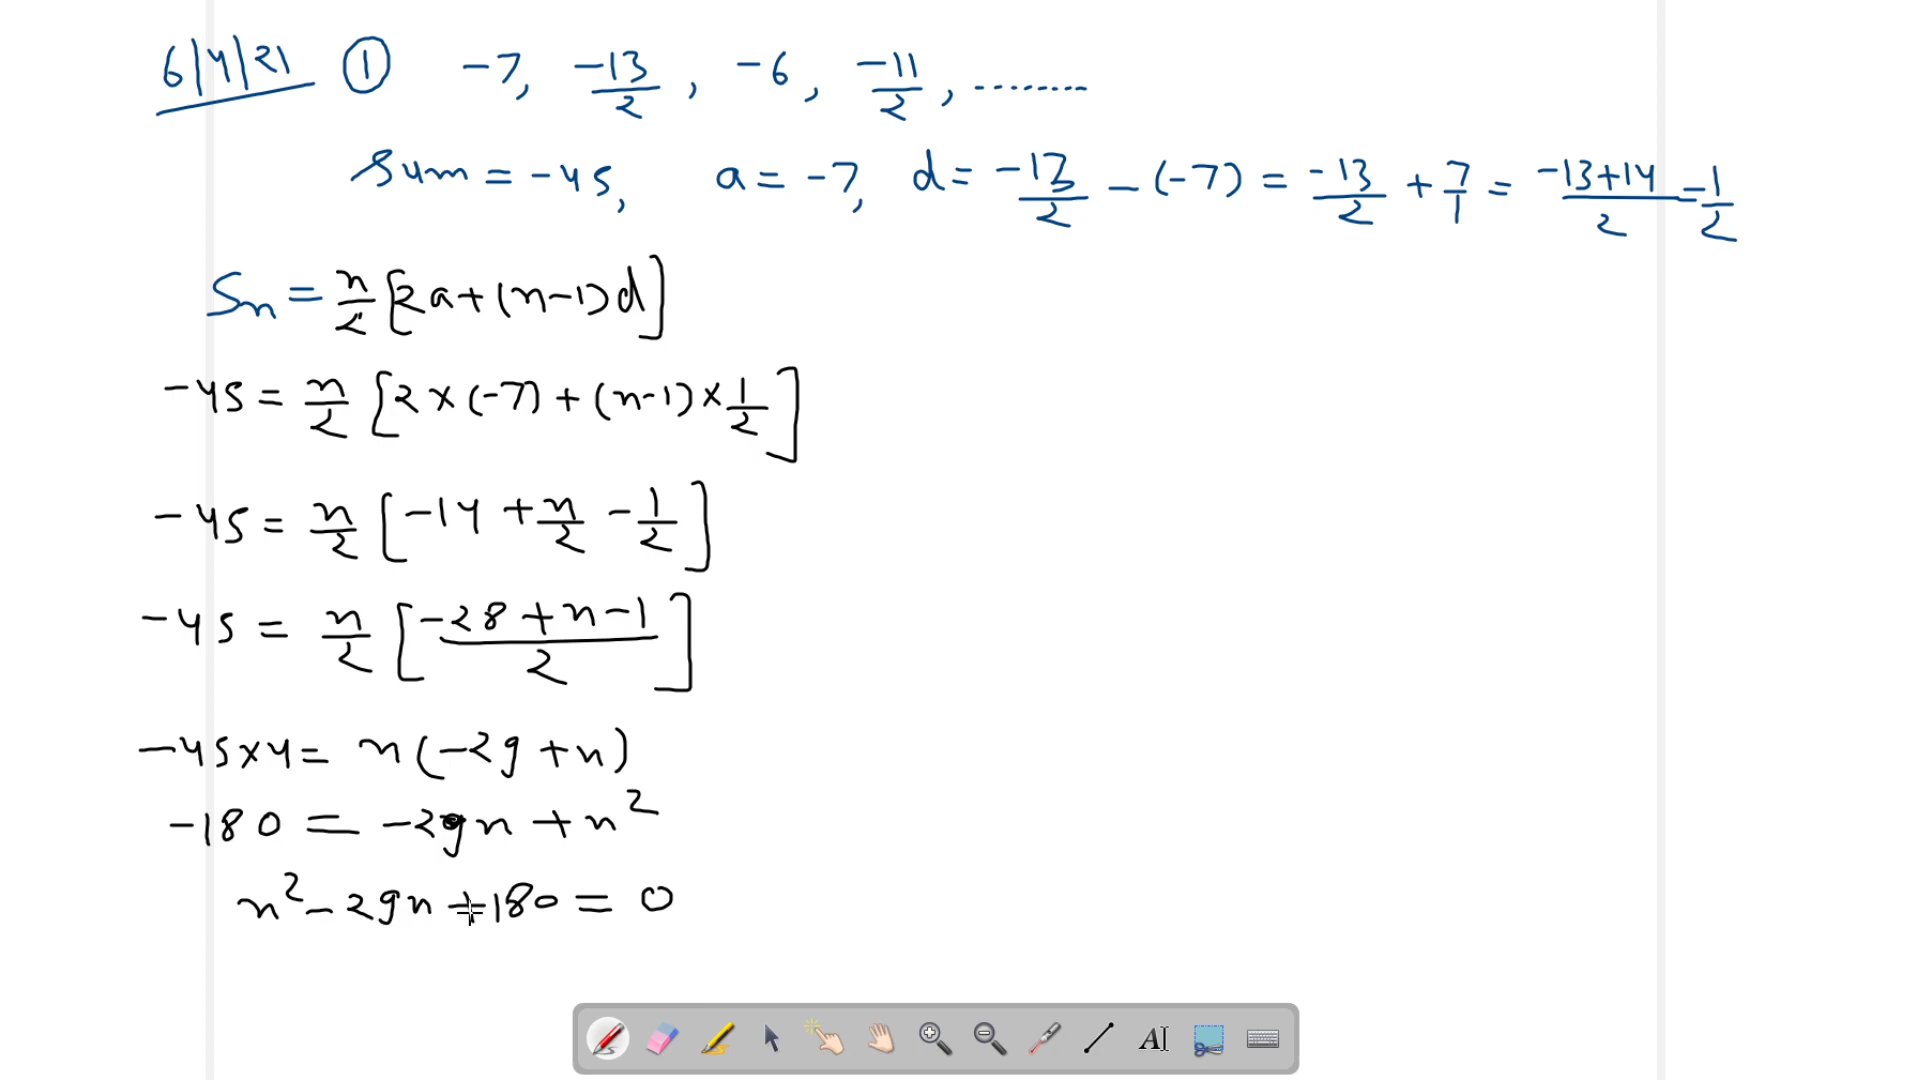 6/4/21 ① -7, -13/2, -6, -11/2, ........
Sum = -45, a = -7, d = -13/2 - (-7) = -13/2 + 7/1 = -13+14/2 = 1/2
Sn = n/2 [2a+(n-1)d]
-45 = n/2 [2×(-7)+(n-1)×1/2]
-45 = n/2 [-14+n/2-1/2]
-45 = n/2 [-28+n-1/2]
-45×4 = n(-29+n)
-180 = -29n+n²
n²-29n+180 = 0
AI